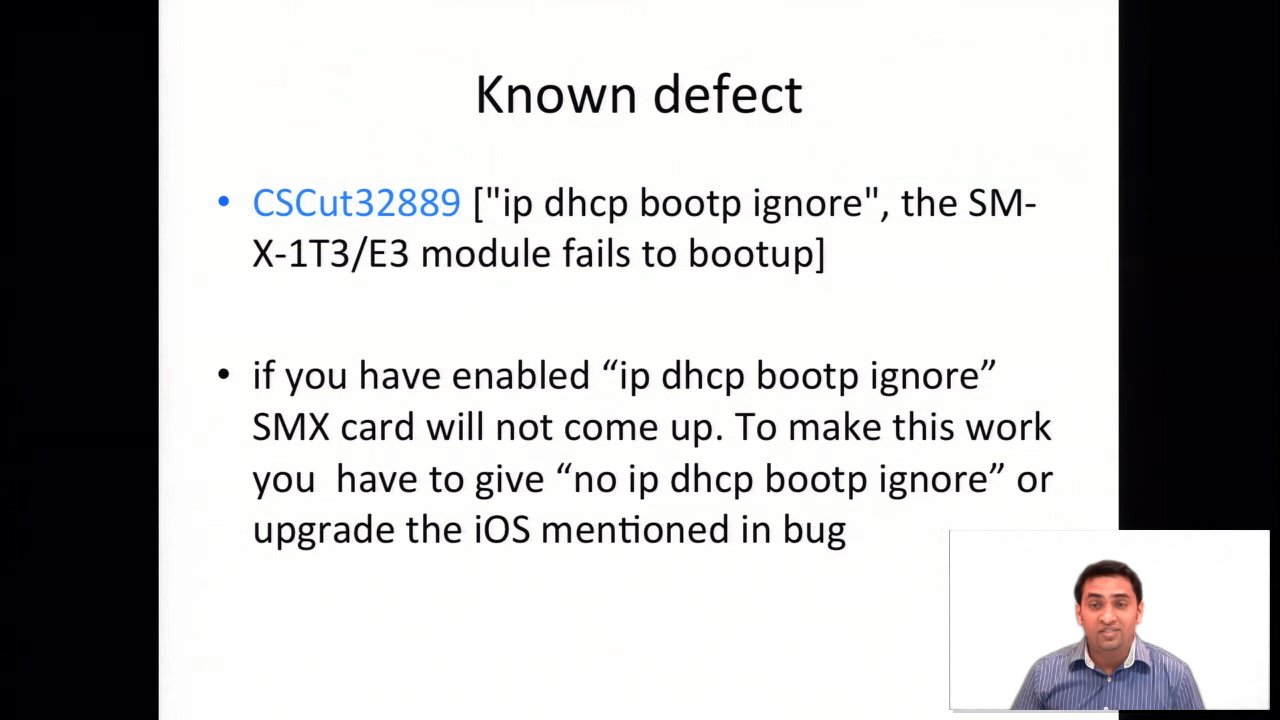 Known defect
• CSCut32889 ["ip dhcp bootp ignore", the SM-
X-1T3/E3 module fails to bootup]
• if you have enabled “ip dhcp bootp ignore”
SMX card will not come up. To make this work
you  have to give “no ip dhcp bootp ignore” or
upgrade the iOS mentioned in bug